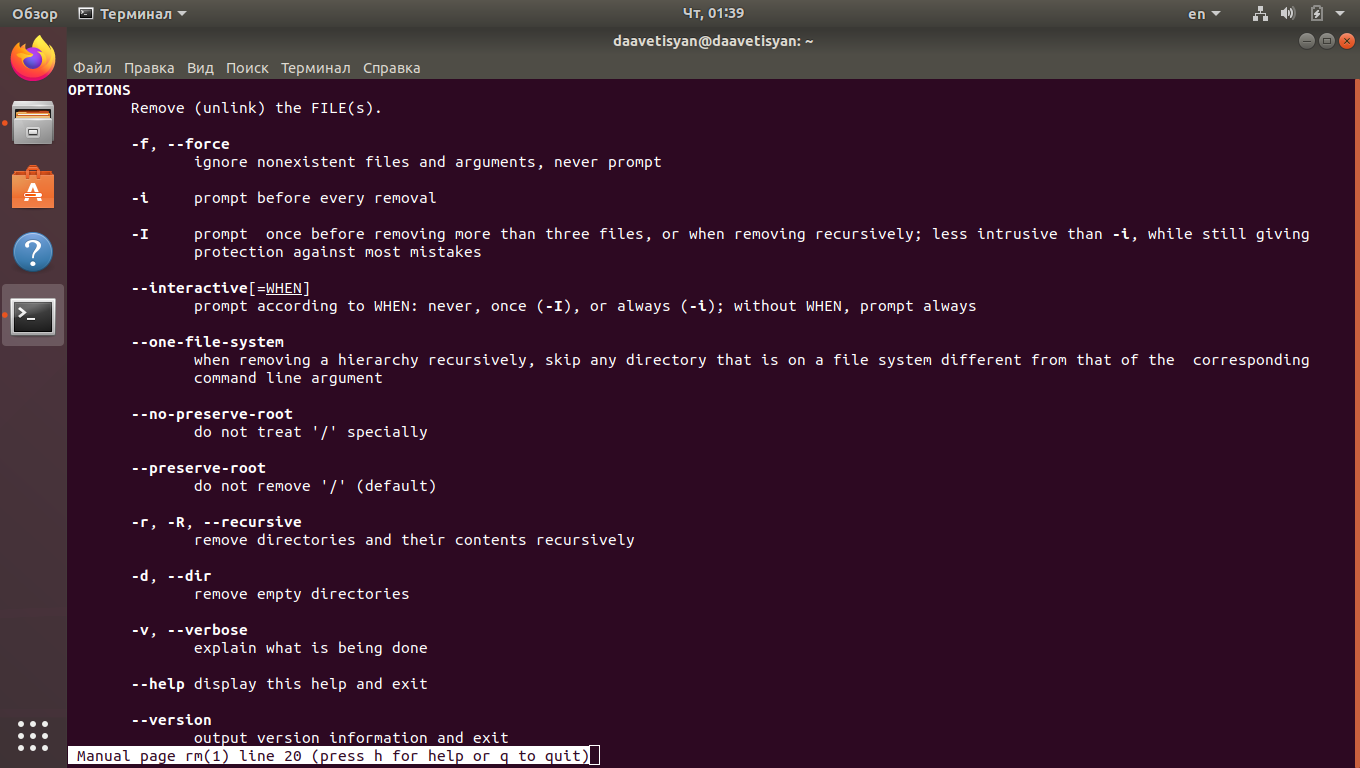 Обзор Терминал Чт, 01:39 en
daavetisyan@daavetisyan: ~
Файл Правка Вид Поиск Терминал Справка
OPTIONS
Remove (unlink) the FILE(s).
-f, --force
ignore nonexistent files and arguments, never prompt
-i prompt before every removal
-I prompt once before removing more than three files, or when removing recursively; less intrusive than -i, while still giving
protection against most mistakes
--interactive[=WHEN]
prompt according to WHEN: never, once (-I), or always (-i); without WHEN, prompt always
--one-file-system
when removing a hierarchy recursively, skip any directory that is on a file system different from that of the corresponding
command line argument
--no-preserve-root
do not treat '/' specially
--preserve-root
do not remove '/' (default)
-r, -R, --recursive
remove directories and their contents recursively
-d, --dir
remove empty directories
-v, --verbose
explain what is being done
--help display this help and exit
--version
output version information and exit
Manual page rm(1) line 20 (press h for help or q to quit)